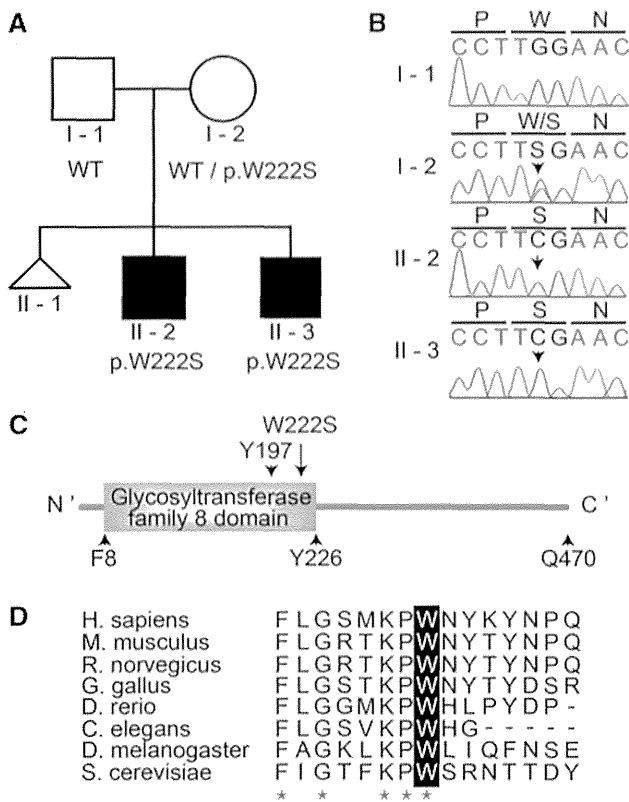 A
I - 1
I - 2
WT
WT / p.W222S
II - 1
II - 2
II - 3
p.W222S
p.W222S
B
P W N
I - 1
C C T T G G A A C
P W/S N
I - 2
C C T T S G A A C
P S N
II - 2
C C T T C G A A C
P S N
II - 3
C C T T C G A A C
C
W222S
Y197
N '
Glycosyltransferase
family 8 domain
C '
F8
Y226
Q470
D
H. sapiens F L G S M K P W N Y K Y N P Q
M. musculus F L G R T K P W N Y T Y N P Q
R. norvegicus F L G R T K P W N Y T Y N P Q
G. gallus F L G S T K P W N Y T Y D S R
D. rerio F L G G M K P W H L P Y D P -
C. elegans F L G S V K P W H G - - - - -
D. melanogaster F A G K L K P W L I Q F N S E
S. cerevisiae F I G T F K P W S R N T T D Y
* * * * *